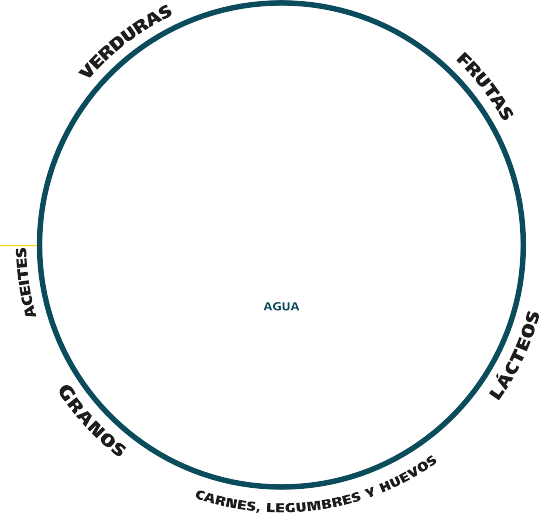 VERDURAS
FRUTAS
ACEITES
AGUA
LÁCTEOS
GRANOS
CARNES, LEGUMBRES Y HUEVOS